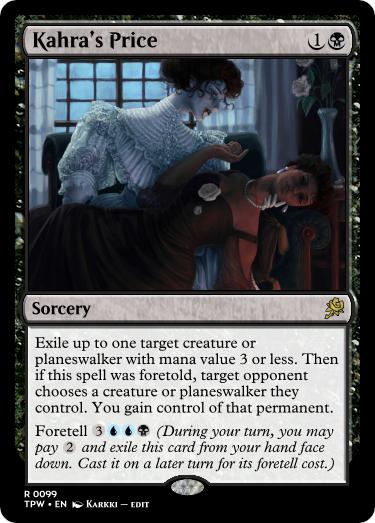 Kahra's Price 1
Sorcery
Exile up to one target creature or
planeswalker with mana value 3 or less. Then
if this spell was foretold, target opponent
chooses a creature or planeswalker they
control. You gain control of that permanent.
Foretell 3 (During your turn, you may
pay 2 and exile this card from your hand face
down. Cast it on a later turn for its foretell cost.)
R 0099
TPW • EN Karkki — edit